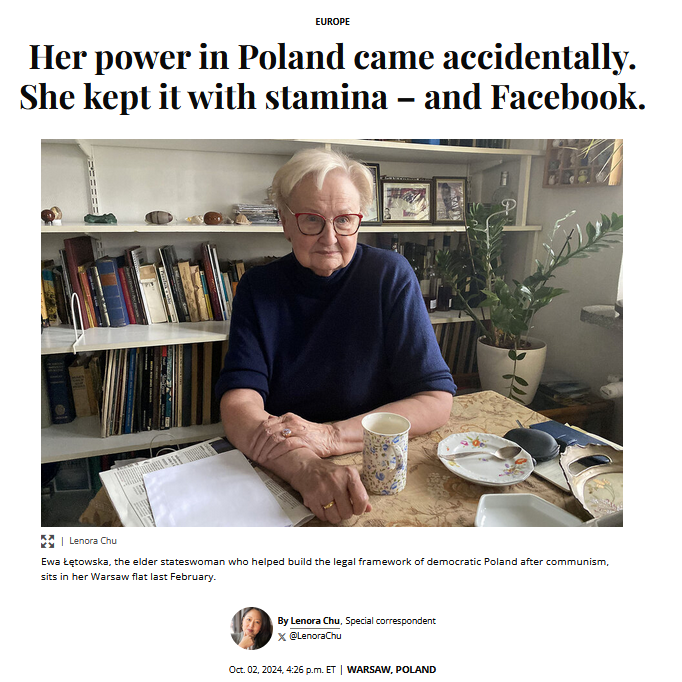 EUROPE
Her power in Poland came accidentally.
She kept it with stamina – and Facebook.
| Lenora Chu
Ewa Łętowska, the elder stateswoman who helped build the legal framework of democratic Poland after communism,
sits in her Warsaw flat last February.
By Lenora Chu, Special correspondent
@LenoraChu
Oct. 02, 2024, 4:26 p.m. ET | WARSAW, POLAND